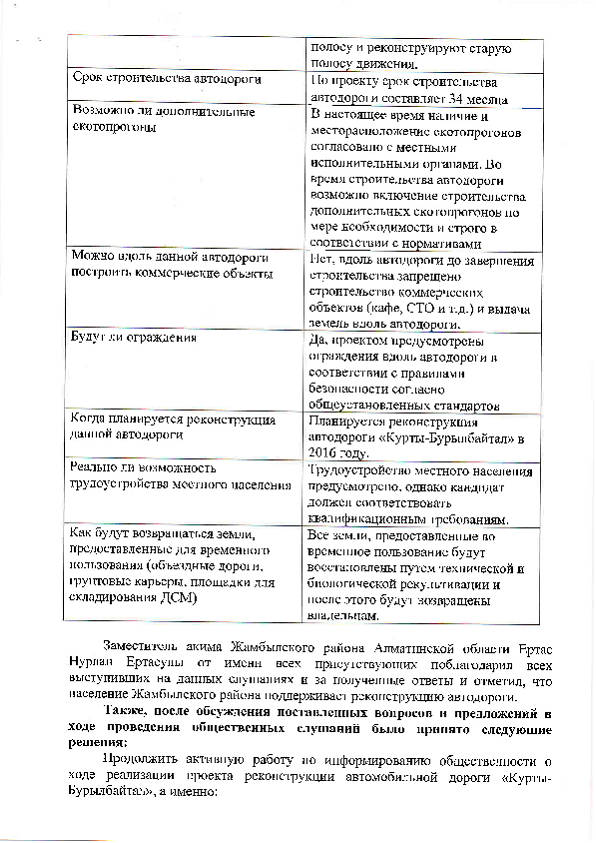 полосу и реконструируют старую
полосу движения.
Срок строительства автодороги
По проекту срок строительства
автодороги составляет 34 месяца
Возможно ли дополнительные
скотопрогоны
В настоящее время наличие и
месторасположение скотопрогонов
согласовано с местными
исполнительными органами. Во
время строительства автодороги
возможно включение строительства
дополнительных скотопрогонов по
мере необходимости и строго в
соответствии с нормативами
Можно вдоль данной автодороги
построить коммерческие объекты
Нет, вдоль автодороги до завершения
строительства запрещено
строительство коммерческих
объектов (кафе, СТО и т.д.) и выдача
земель вдоль автодороги.
Будут ли ограждения
Да, проектом предусмотрены
ограждения вдоль автодороги в
соответствии с правилами
безопасности согласно
общеустановленных стандартов
Когда планируется реконструкция
данной автодороги
Планируется реконструкция
автодороги «Курты-Бурылбайтал» в
2016 году.
Реально ли возможность
трудоустройства местного населения
Трудоустройство местного населения
предусмотрено, однако кандидат
должен соответствовать
квалификационным требованиям.
Как будут возвращаться земли,
предоставленные для временного
пользования (объездные дороги,
грунтовые карьеры, площадки для
складирования ДСМ)
Все земли, предоставленные во
временное пользование будут
восстановлены путем технической и
биологической рекультивации и
после этого будут возвращены
владельцам.
Заместитель акима Жамбылского района Алматинской области Ертас
Нурлан Ертасулы от имени всех присутствующих поблагодарил всех
выступивших на данных слушаниях и за полученные ответы и отметил, что
население Жамбылского района поддерживает реконструкцию автодороги.
Также, после обсуждения поставленных вопросов и предложений в
ходе проведения общественных слушаний было принято следующие
решения:
Продолжить активную работу по информированию общественности о
ходе реализации проекта реконструкции автомобильной дороги «Курты-
Бурылбайтал», а именно: